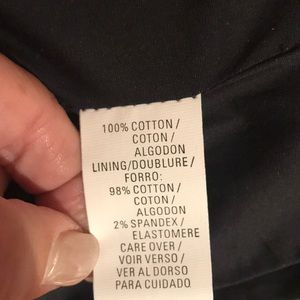 100% COTTON /
COTON /
ALGODON
LINING/DOUBLURE /
FORRO:
98% COTTON /
COTON /
ALGODON
2% SPANDEX /
ELASTOMERE
CARE OVER /
VOIR VERSO /
VER AL DORSO
PARA CUIDADO